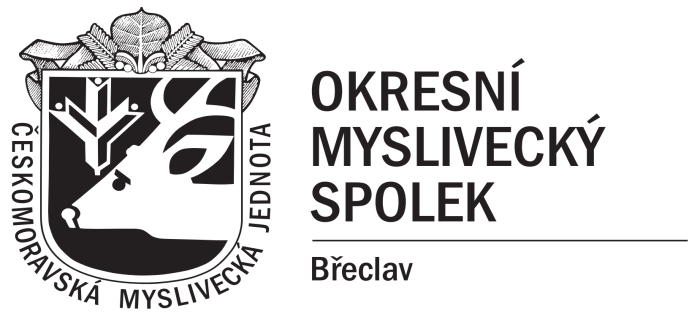 ČESKOMORAVSKÁ MYSLIVECKÁ JEDNOTA
OKRESNÍ
MYSLIVECKÝ
SPOLEK
Břeclav